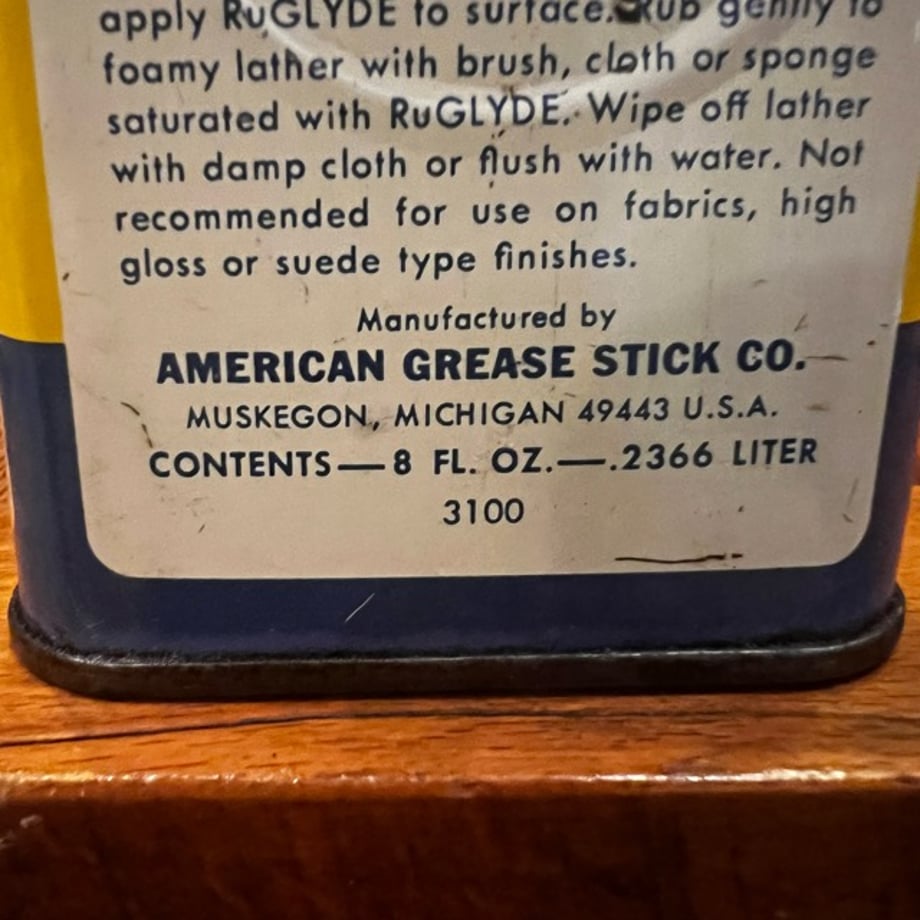 apply RuGLYDE to surface. Rub gently to
foamy lather with brush, cloth or sponge
saturated with RuGLYDE. Wipe off lather
with damp cloth or flush with water. Not
recommended for use on fabrics, high
gloss or suede type finishes.
Manufactured by
AMERICAN GREASE STICK CO.
MUSKEGON, MICHIGAN 49443 U.S.A.
CONTENTS—8 FL. OZ.—.2366 LITER
3100